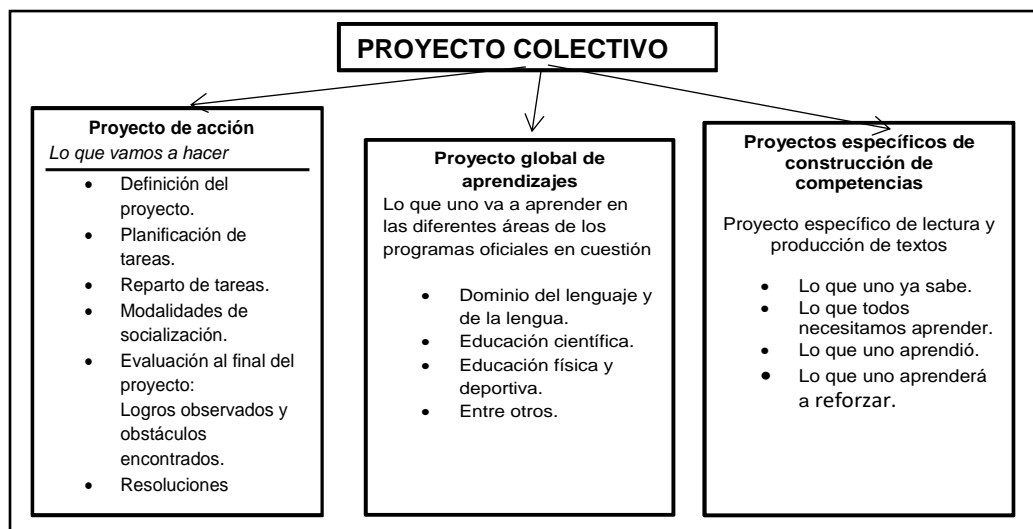 PROYECTO COLECTIVO
Proyecto de acción
Lo que vamos a hacer
• Definición del
proyecto.
• Planificación de
tareas.
• Reparto de tareas.
• Modalidades de
socialización.
• Evaluación al final del
proyecto:
Logros observados y
obstáculos
encontrados.
• Resoluciones
Proyecto global de
aprendizajes
Lo que uno va a aprender en
las diferentes áreas de los
programas oficiales en cuestión
• Dominio del lenguaje y
de la lengua.
• Educación científica.
• Educación física y
deportiva.
• Entre otros.
Proyectos específicos de
construcción de
competencias
Proyecto específico de lectura y
producción de textos
• Lo que uno ya sabe.
• Lo que todos
necesitamos aprender.
• Lo que uno aprendió.
• Lo que uno aprenderá
a reforzar.